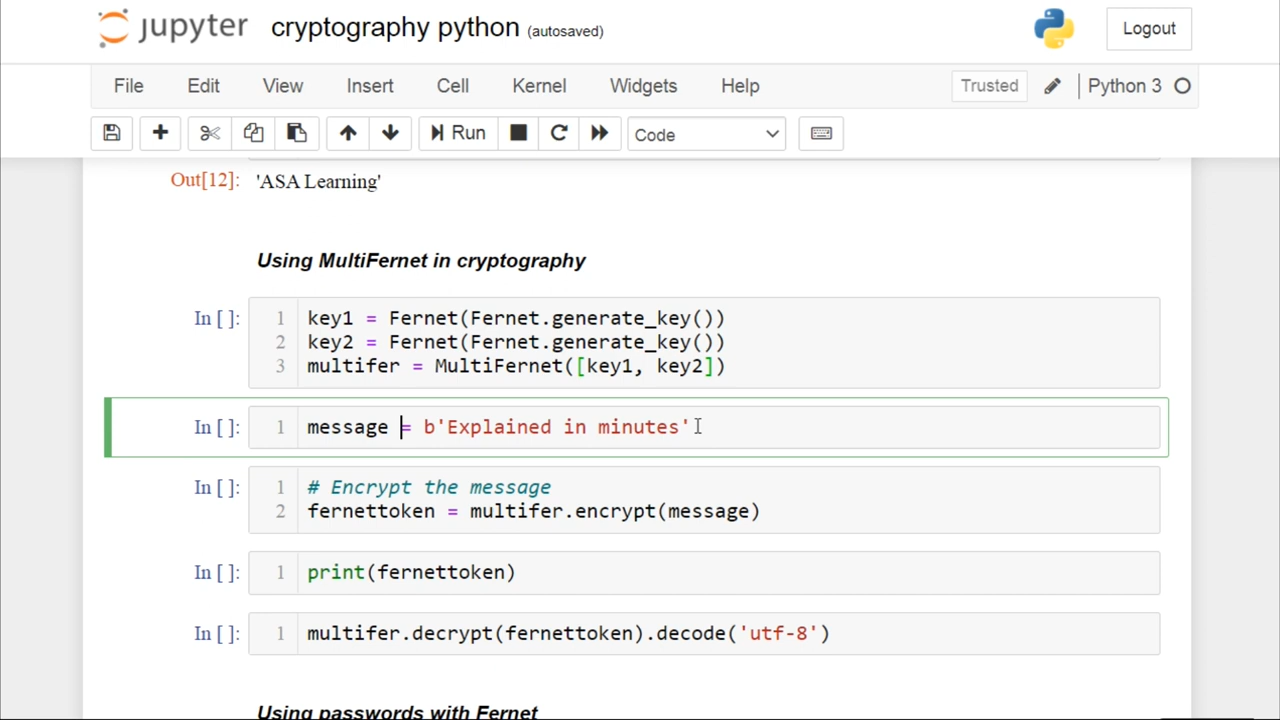 jupyter cryptography python (autosaved) Logout
File Edit View Insert Cell Kernel Widgets Help Trusted Python 3
Run Code
Out[12]: 'ASA Learning'
Using MultiFernet in cryptography
In [ ]: 1 key1 = Fernet(Fernet.generate_key())
2 key2 = Fernet(Fernet.generate_key())
3 multifer = MultiFernet([key1, key2])
In [ ]: 1 message = b'Explained in minutes'
In [ ]: 1 # Encrypt the message
2 fernettoken = multifer.encrypt(message)
In [ ]: 1 print(fernettoken)
In [ ]: 1 multifer.decrypt(fernettoken).decode('utf-8')
Using passwords with Fernet